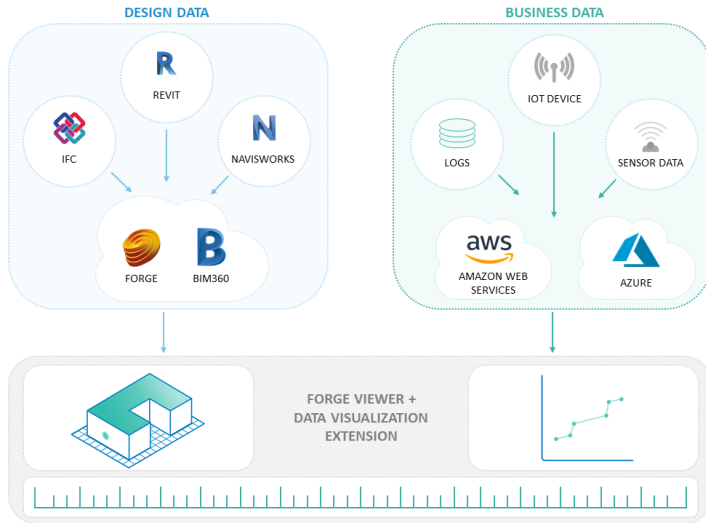 DESIGN DATA
BUSINESS DATA
R
REVIT
IFC
N
NAVISWORKS
FORGE
B
BIM360
IOT DEVICE
LOGS
SENSOR DATA
aws
AMAZON WEB
SERVICES
AZURE
FORGE VIEWER +
DATA VISUALIZATION
EXTENSION